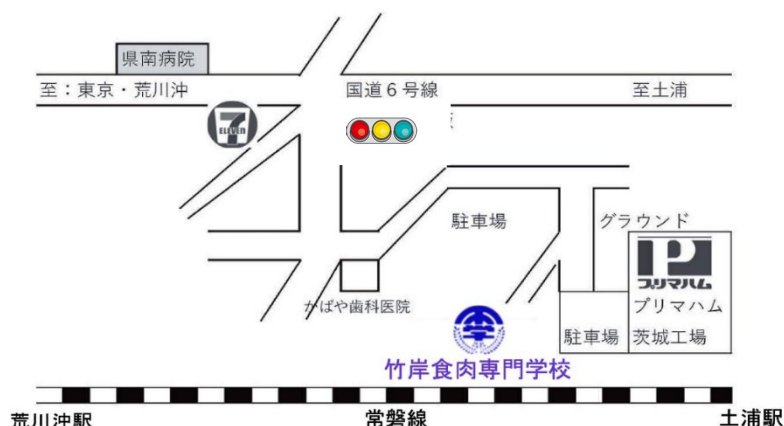 県南病院
至：東京・荒川沖
国道６号線
至土浦
7
ELEVEN
駐車場
グラウンド
P
プリマハム
かばや歯科医院
プリマハム
駐車場
茨城工場
竹岸食肉専門学校
荒川沖駅
常磐線
土浦駅